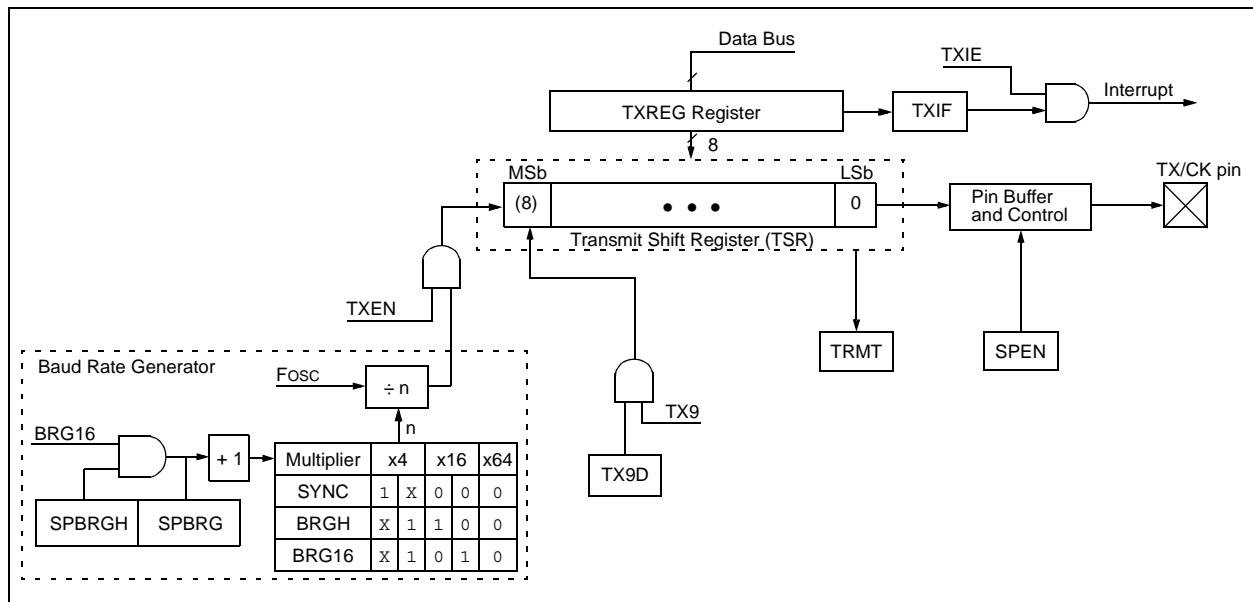 Data Bus
TXIE
Interrupt
TXREG Register
TXIF
8
MSb
LSb
TX/CK pin
(8)
• • •
0
Pin Buffer
and Control
Transmit Shift Register (TSR)
TXEN
TRMT
SPEN
Baud Rate Generator
FOSC
÷ n
TX9
n
BRG16
+ 1
Multiplier x4 x16 x64
TX9D
SYNC 1 X 0 0 0
SPBRGH SPBRG
BRGH X 1 1 0 0
BRG16 X 1 0 1 0